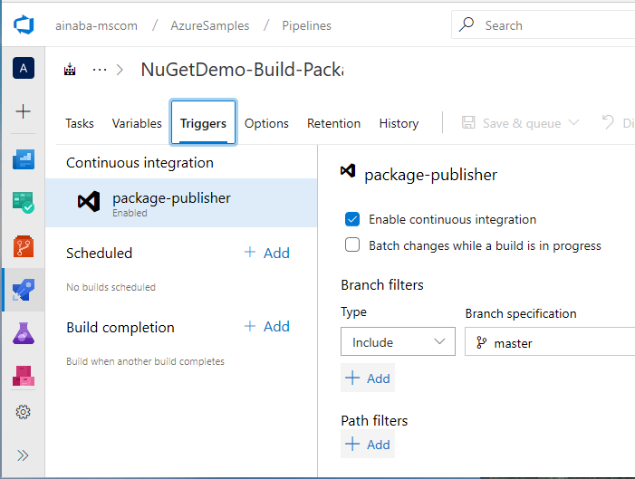 ainaba-mscom / AzureSamples / Pipelines
Search
A
··· > NuGetDemo-Build-Pack
Tasks Variables Triggers Options Retention History Save & queue Di
Continuous integration
package-publisher
Enabled
Scheduled + Add
No builds scheduled
Build completion + Add
Build when another build completes
package-publisher
Enable continuous integration
Batch changes while a build is in progress
Branch filters
Type Branch specification
Include master
+ Add
Path filters
+ Add